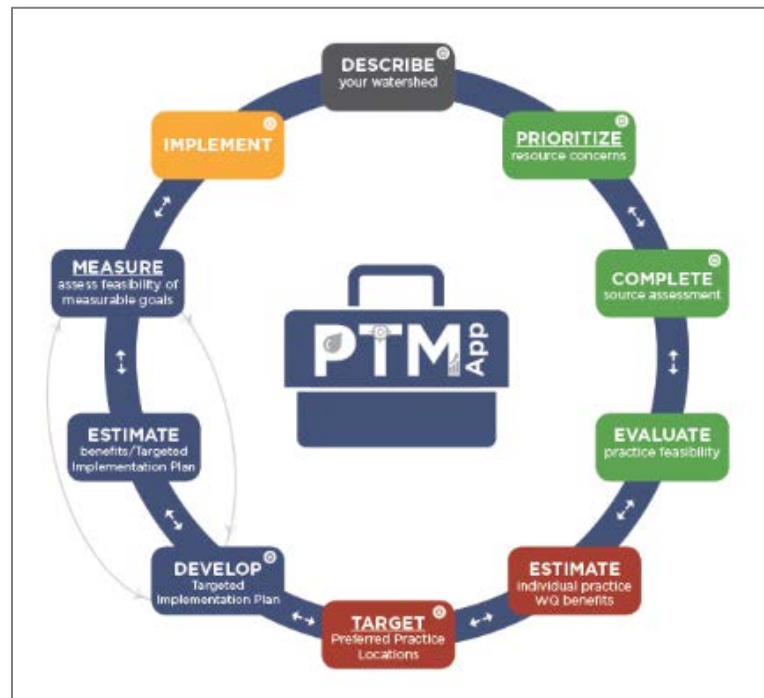 DESCRIBE
your watershed
PRIORITIZE
resource concerns
COMPLETE
source assessment
EVALUATE
practice feasibility
ESTIMATE
individual practice
WQ benefits
TARGET
Preferred Practice
Locations
DEVELOP
Targeted
Implementation Plan
ESTIMATE
benefits/Targeted
Implementation Plan
MEASURE
assess feasibility of
measurable goals
IMPLEMENT
PTM App